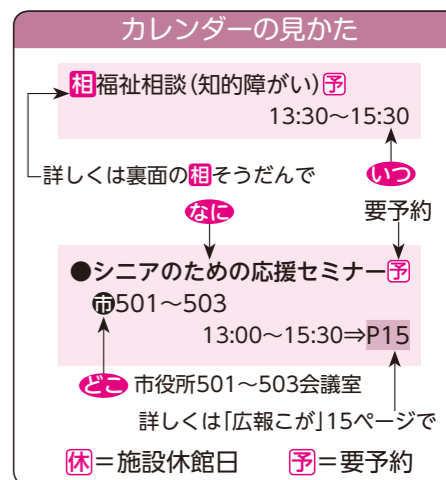 カレンダーの見かた
相福祉相談(知的障がい)予
13:30～15:30
詳しくは裏面の相そうだんで
いつ
なに
要予約
●シニアのための応援セミナー予
市501～503
13:00～15:30⇒P15
どこ 市役所501～503会議室
詳しくは「広報こが」15ページで
休=施設休館日 予=要予約